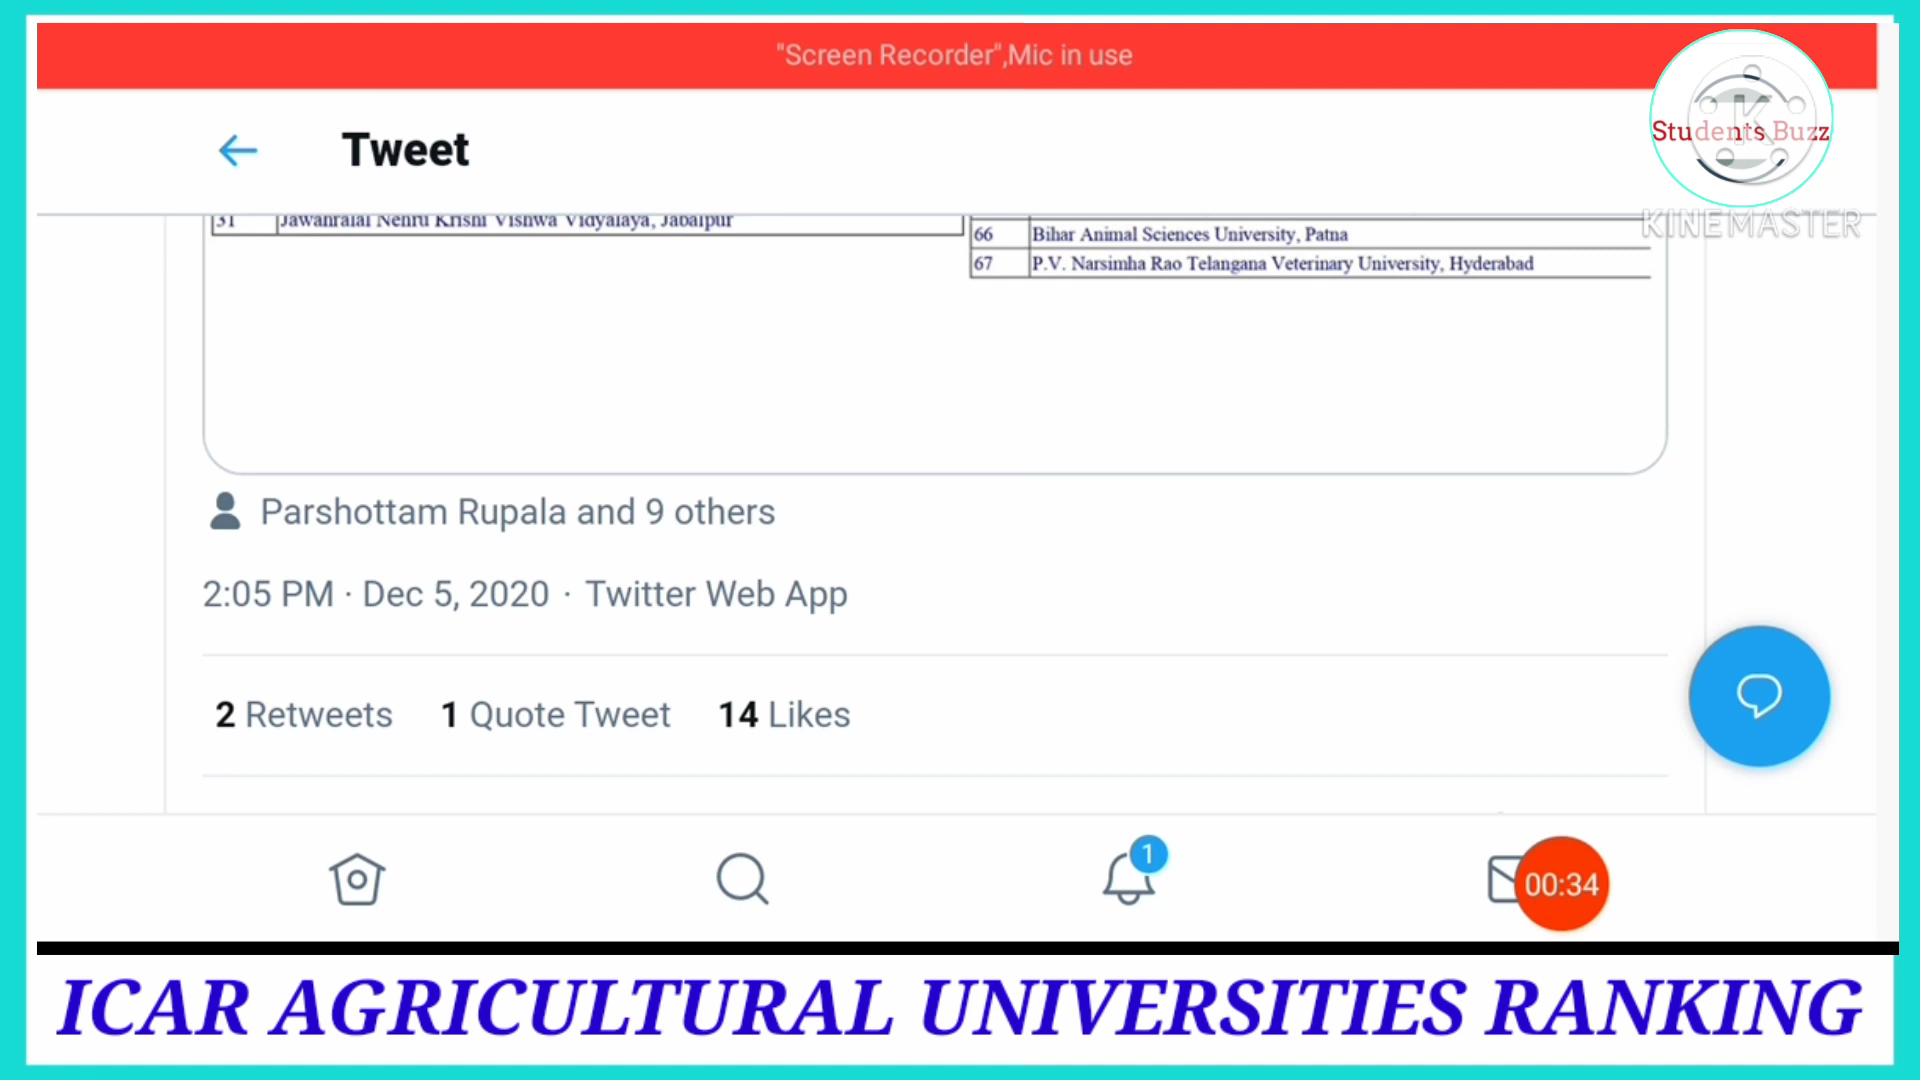 "Screen Recorder",Mic in use
Tweet
Students Buzz
KINEMASTER
31 Jawahralal Nehru Krishi Vishwa Vidyalaya, Jabalpur
66 Bihar Animal Sciences University, Patna
67 P.V. Narsimha Rao Telangana Veterinary University, Hyderabad
Parshottam Rupala and 9 others
2:05 PM · Dec 5, 2020 · Twitter Web App
2 Retweets 1 Quote Tweet 14 Likes
1
00:34
ICAR AGRICULTURAL UNIVERSITIES RANKING